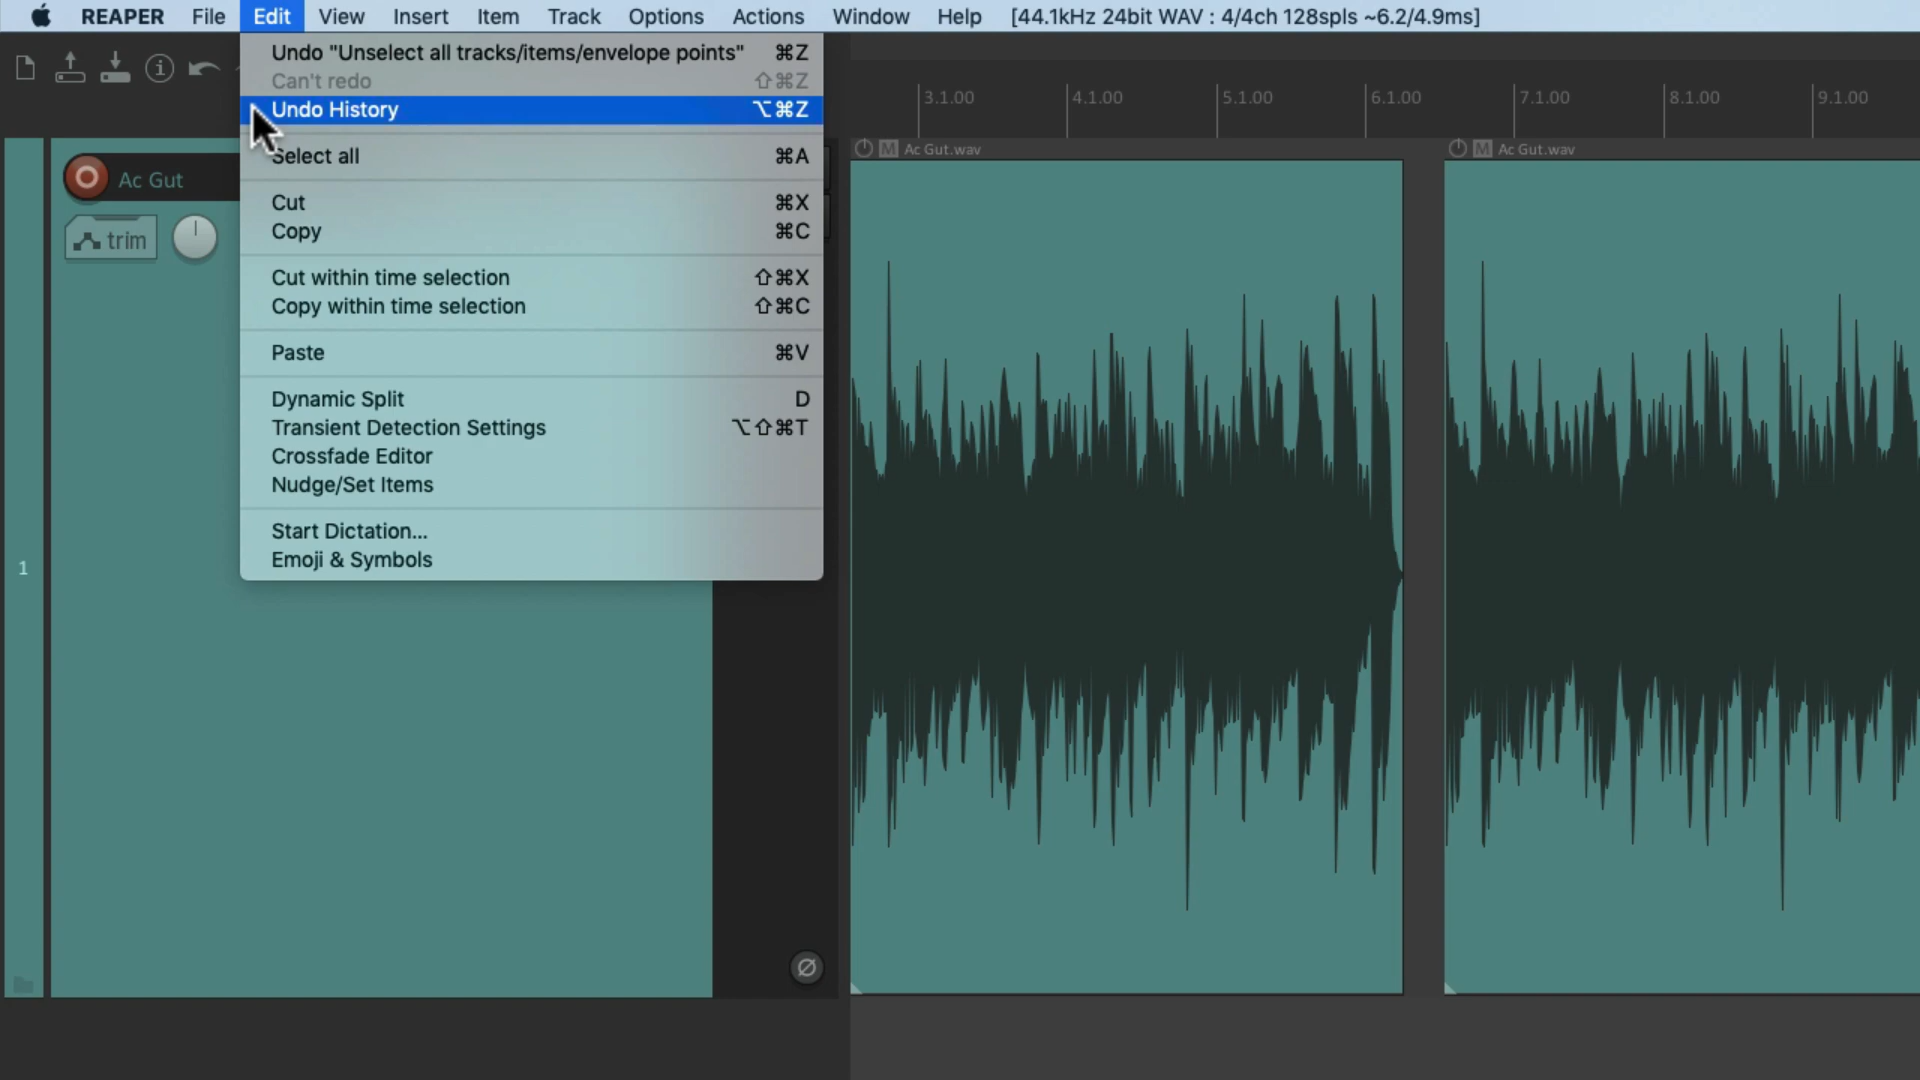 REAPER File Edit View Insert Item Track Options Actions Window Help [44.1kHz 24bit WAV : 4/4ch 128spls ~6.2/4.9ms]
Undo "Unselect all tracks/items/envelope points" ⌘Z
Can't redo ⇧⌘Z
Undo History ⌥⌘Z
Select all ⌘A
Cut ⌘X
Copy ⌘C
Cut within time selection ⇧⌘X
Copy within time selection ⇧⌘C
Paste ⌘V
Dynamic Split D
Transient Detection Settings ⌥⇧⌘T
Crossfade Editor
Nudge/Set Items
Start Dictation...
Emoji & Symbols
Ac Gut
trim
1
3.1.00 4.1.00 5.1.00 6.1.00 7.1.00 8.1.00 9.1.00
M Ac Gut.wav
M Ac Gut.wav